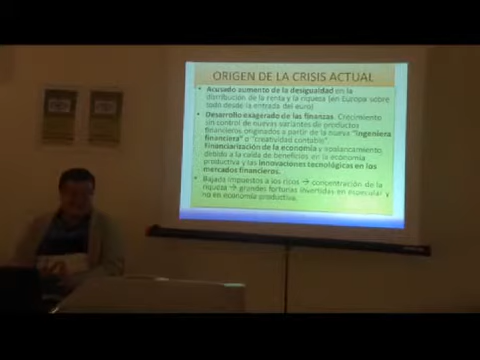 ORIGEN DE LA CRISIS ACTUAL
• Acusado aumento de la desigualdad en la
distribución de la renta y la riqueza (en Europa sobre
todo desde la entrada del euro)
• Desarrollo exagerado de las finanzas. Crecimiento
sin control de nuevas variantes de productos
financieros originados a partir de la nueva "ingeniera
financiera" o "creatividad contable".
Financiarización de la economía y
debido a la caída de beneficios en la economía
productiva y las innovaciones tecnológicas en los
mercados financieros.
• Bajada impuestos a los ricos → concentración de la
riqueza → grandes fortunas invertidas en especular y
no en economía productiva.